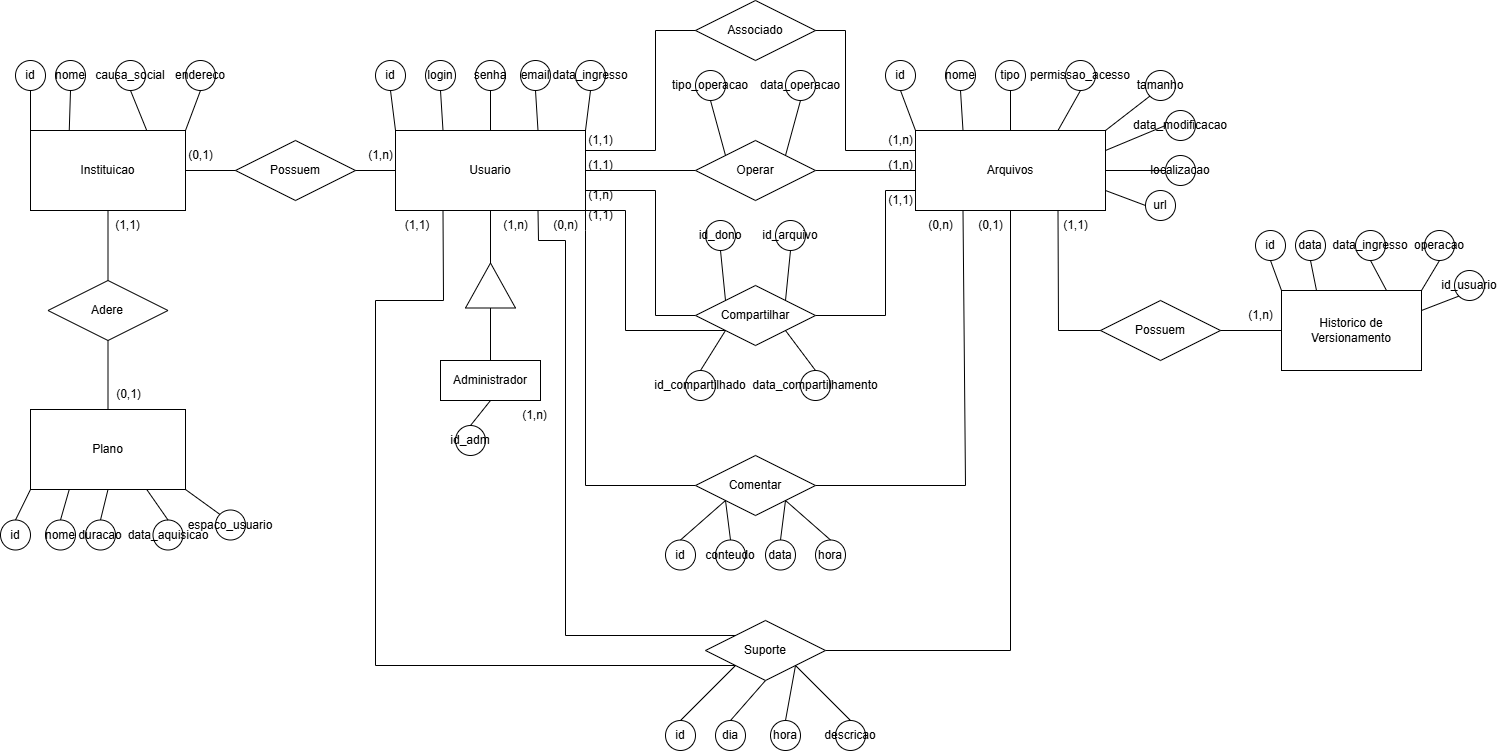 Associado
id
nome
causa_social
endereco
id
login
senha
email
data_ingresso
tipo_operacao
data_operacao
id
nome
tipo
permissao_acesso
tamanho
data_modificacao
localizacao
url
Instituicao
(0,1)
Possuem
(1,n)
Usuario
(1,1)
(1,1)
(1,n)
(1,1)
Operar
(1,n)
(1,n)
(1,1)
Arquivos
(1,1)
(1,1)
(1,n)
(0,n)
id_dono
id_arquivo
(0,n)
(0,1)
(1,1)
id
data
data_ingresso
operacao
id_usuario
Adere
Compartilhar
Possuem
(1,n)
Historico de
Versionamento
(0,1)
Administrador
(1,n)
id_adm
id_compartilhado
data_compartilhamento
Plano
id
nome
duracao
data_aquisicao
espaco_usuario
Comentar
id
conteudo
data
hora
Suporte
id
dia
hora
descricao